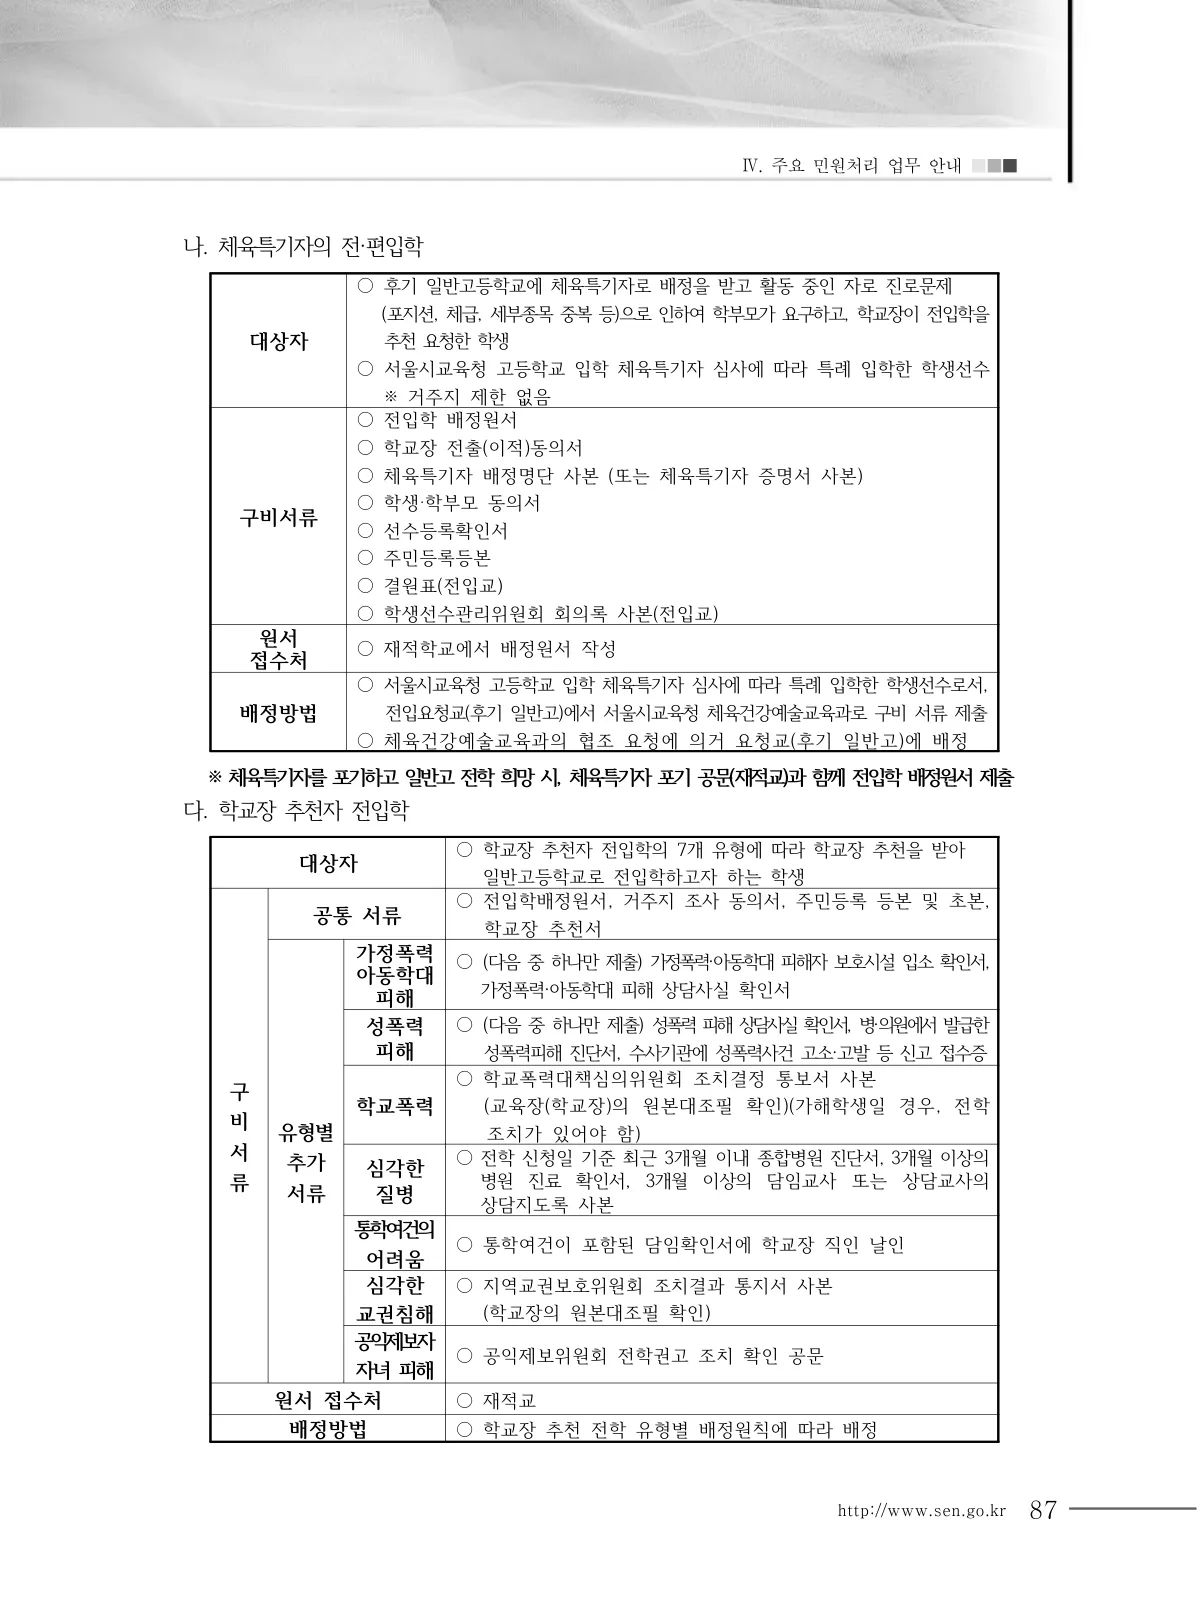 Ⅳ. 주요 민원처리 업무 안내
나. 체육특기자의 전·편입학
대상자
○ 후기 일반고등학교에 체육특기자로 배정을 받고 활동 중인 자로 진로문제
(포지션, 체급, 세부종목 중복 등)으로 인하여 학부모가 요구하고, 학교장이 전입학을
추천 요청한 학생
○ 서울시교육청 고등학교 입학 체육특기자 심사에 따라 특례 입학한 학생선수
※ 거주지 제한 없음
구비서류
○ 전입학 배정원서
○ 학교장 전출(이적)동의서
○ 체육특기자 배정명단 사본 (또는 체육특기자 증명서 사본)
○ 학생·학부모 동의서
○ 선수등록확인서
○ 주민등록등본
○ 결원표(전입교)
○ 학생선수관리위원회 회의록 사본(전입교)
원서
접수처
○ 재적학교에서 배정원서 작성
배정방법
○ 서울시교육청 고등학교 입학 체육특기자 심사에 따라 특례 입학한 학생선수로서,
전입요청교(후기 일반고)에서 서울시교육청 체육건강예술교육과로 구비 서류 제출
○ 체육건강예술교육과의 협조 요청에 의거 요청교(후기 일반고)에 배정
※ 체육특기자를 포기하고 일반고 전학 희망 시, 체육특기자 포기 공문(재적교)과 함께 전입학 배정원서 제출
다. 학교장 추천자 전입학
대상자
○ 학교장 추천자 전입학의 7개 유형에 따라 학교장 추천을 받아
일반고등학교로 전입학하고자 하는 학생
구
비
서
류
공통 서류
○ 전입학배정원서, 거주지 조사 동의서, 주민등록 등본 및 초본,
학교장 추천서
유형별
추가
서류
가정폭력
아동학대
피해
○ (다음 중 하나만 제출) 가정폭력·아동학대 피해자 보호시설 입소 확인서,
가정폭력·아동학대 피해 상담사실 확인서
성폭력
피해
○ (다음 중 하나만 제출) 성폭력 피해 상담사실 확인서, 병·의원에서 발급한
성폭력피해 진단서, 수사기관에 성폭력사건 고소·고발 등 신고 접수증
학교폭력
○ 학교폭력대책심의위원회 조치결정 통보서 사본
(교육장(학교장)의 원본대조필 확인)(가해학생일 경우, 전학
조치가 있어야 함)
심각한
질병
○ 전학 신청일 기준 최근 3개월 이내 종합병원 진단서, 3개월 이상의
병원 진료 확인서, 3개월 이상의 담임교사 또는 상담교사의
상담지도록 사본
통학여건의
어려움
○ 통학여건이 포함된 담임확인서에 학교장 직인 날인
심각한
교권침해
○ 지역교권보호위원회 조치결과 통지서 사본
(학교장의 원본대조필 확인)
공익제보자
자녀 피해
○ 공익제보위원회 전학권고 조치 확인 공문
원서 접수처
○ 재적교
배정방법
○ 학교장 추천 전학 유형별 배정원칙에 따라 배정
http://www.sen.go.kr 87